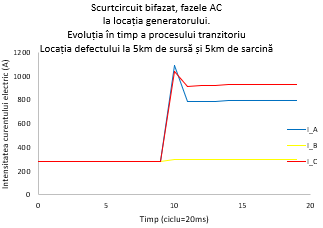 Scurtcircuit bifazat, fazele AC
la locația generatorului.
Evoluția în timp a procesului tranzitoriu
Locația defectului la 5km de sursă și 5km de sarcină
Intensitatea curentului electric (A)
1200
1000
800
600
400
200
0
0
5
10
15
20
Timp (ciclu=20ms)
I_A
I_B
I_C